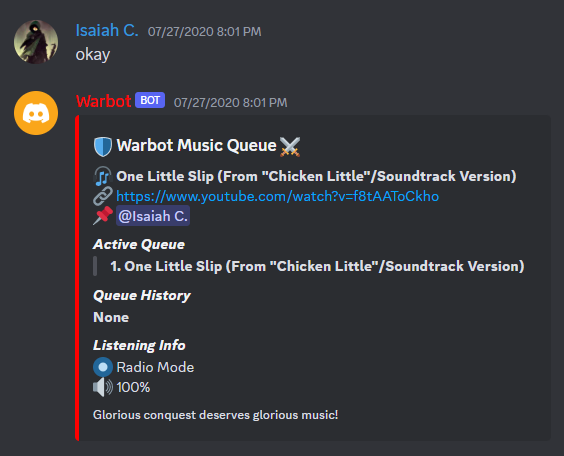 Isaiah C. 07/27/2020 8:01 PM
okay
Warbot BOT 07/27/2020 8:01 PM
Warbot Music Queue
One Little Slip (From "Chicken Little"/Soundtrack Version)
https://www.youtube.com/watch?v=f8tAAToCkho
@Isaiah C.
Active Queue
1. One Little Slip (From "Chicken Little"/Soundtrack Version)
Queue History
None
Listening Info
Radio Mode
100%
Glorious conquest deserves glorious music!